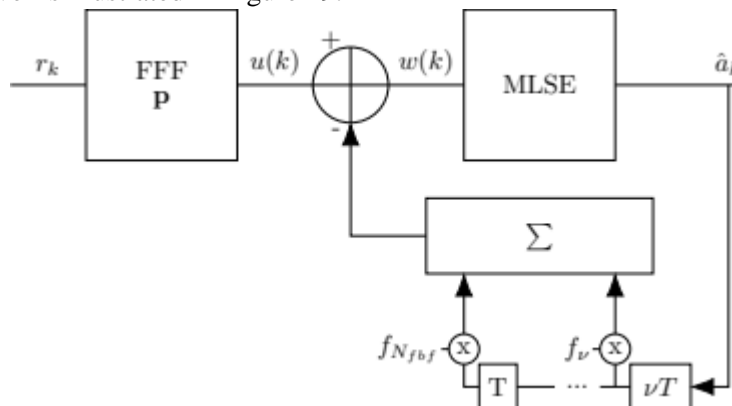 r_k
FFF
p
u(k)
+
-
w(k)
MLSE
Σ
f_{N_{fbf}}
x
f_ν
x
T
...
νT